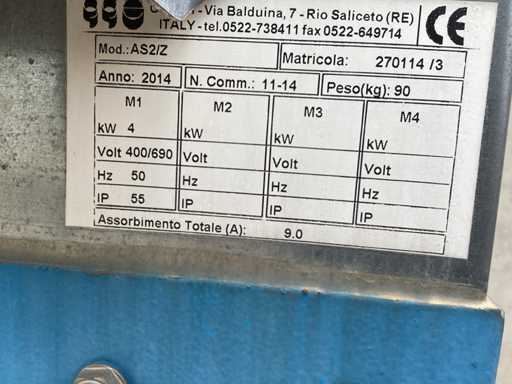 - Via Balduina, 7 - Rio Saliceto (RE)
ITALY - tel.0522-738411 fax 0522-649714
CE
Mod.: AS2/Z
Matricola: 270114 /3
Anno: 2014
N. Comm.: 11-14
Peso(kg): 90
M1 M2 M3 M4
kW 4 kW kW kW
Volt 400/690 Volt Volt Volt
Hz 50 Hz Hz Hz
IP 55 IP IP IP
Assorbimento Totale (A): 9.0